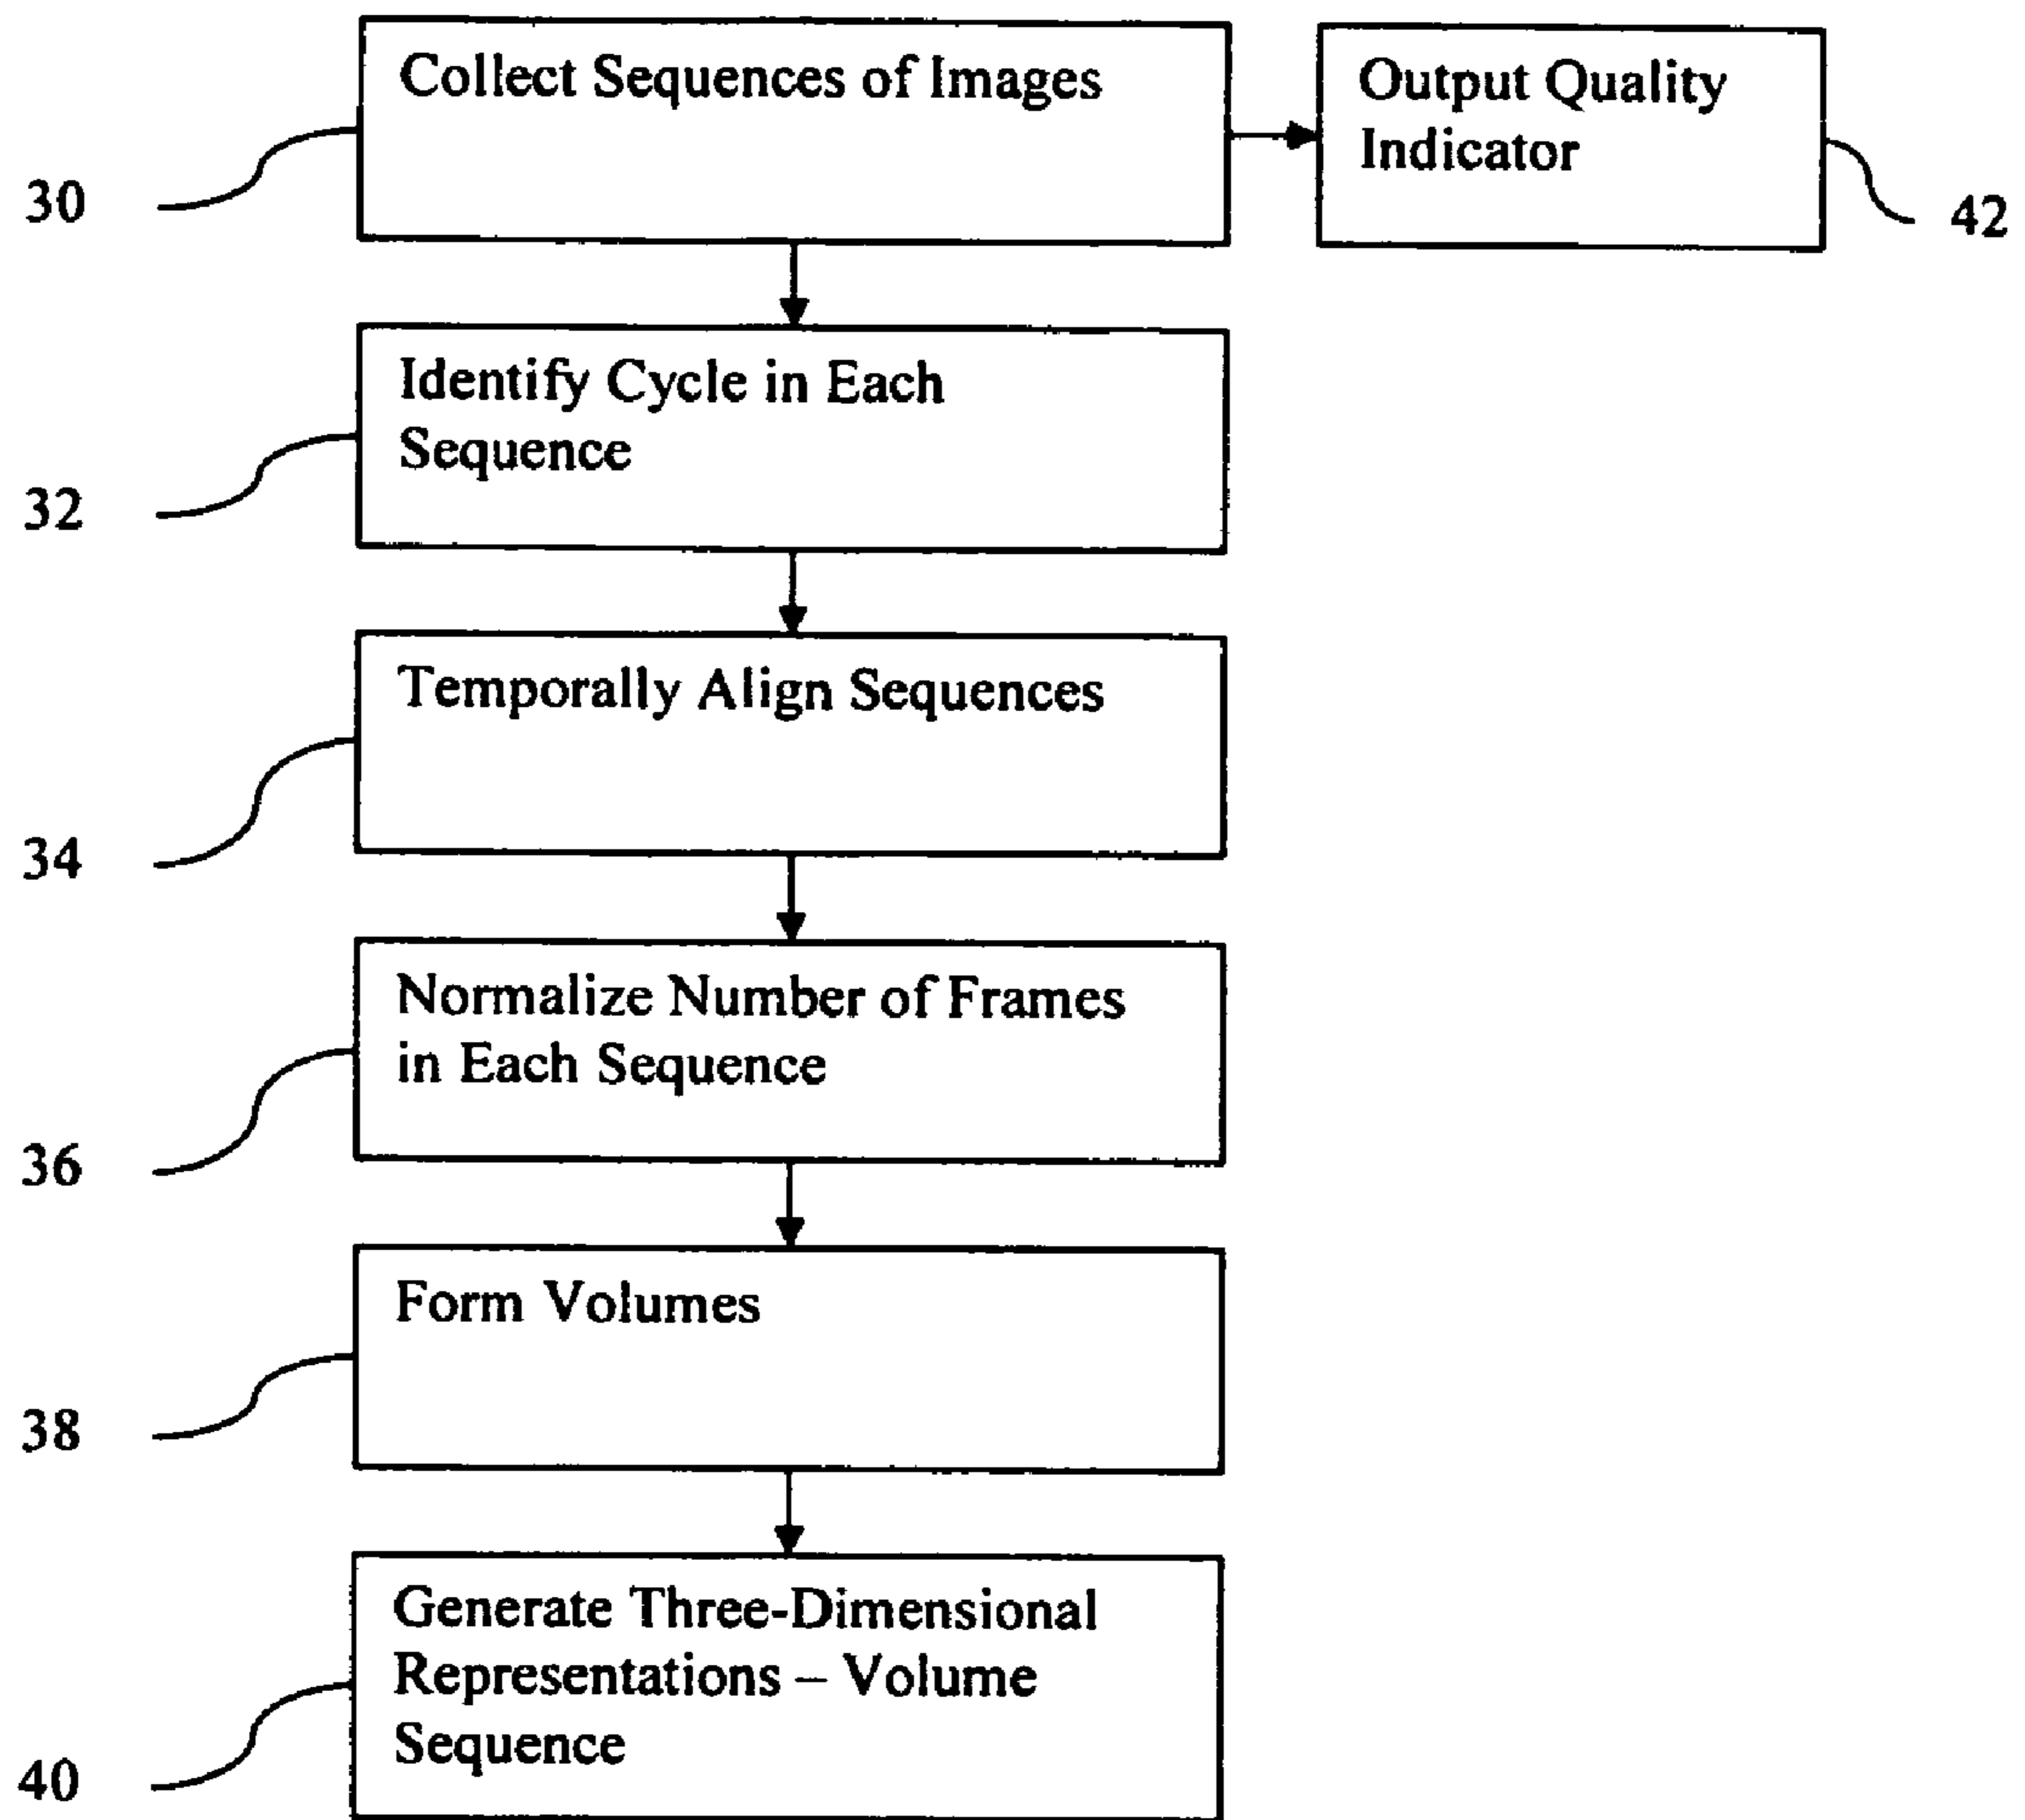 Collect Sequences of Images
30
Output Quality
Indicator
42
Identify Cycle in Each
Sequence
32
Temporally Align Sequences
34
Normalize Number of Frames
in Each Sequence
36
Form Volumes
38
Generate Three-Dimensional
Representations – Volume
Sequence
40